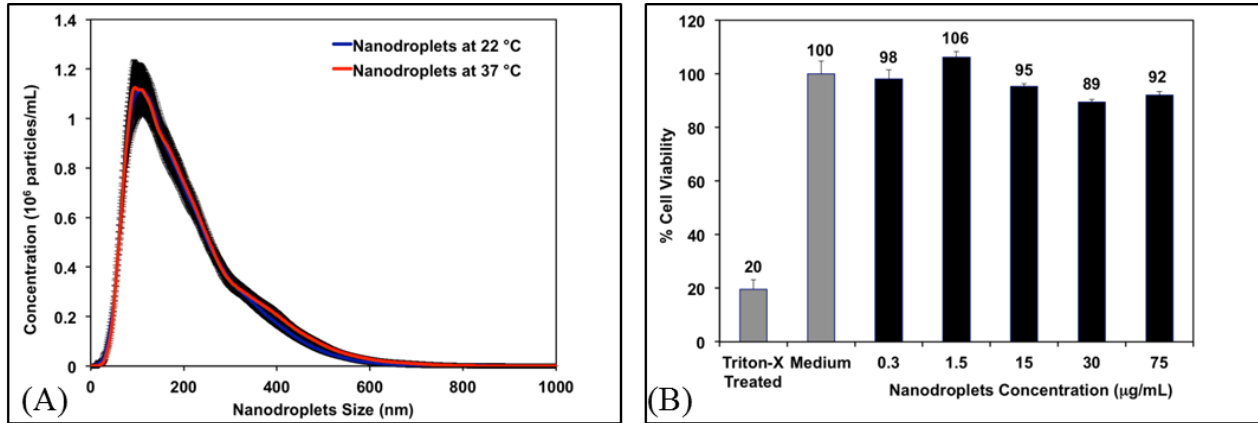 1.4
1.2
1
0.8
0.6
0.4
0.2
0
Concentration (10⁶ particles/mL)
Nanodroplets at 22 °C
Nanodroplets at 37 °C
0 200 400 600 800 1000
Nanodroplets Size (nm)
(A)
120
100
80
60
40
20
0
% Cell Viability
20 100 98 106 95 89 92
Triton-X Medium 0.3 1.5 15 30 75
Treated
Nanodroplets Concentration (μg/mL)
(B)